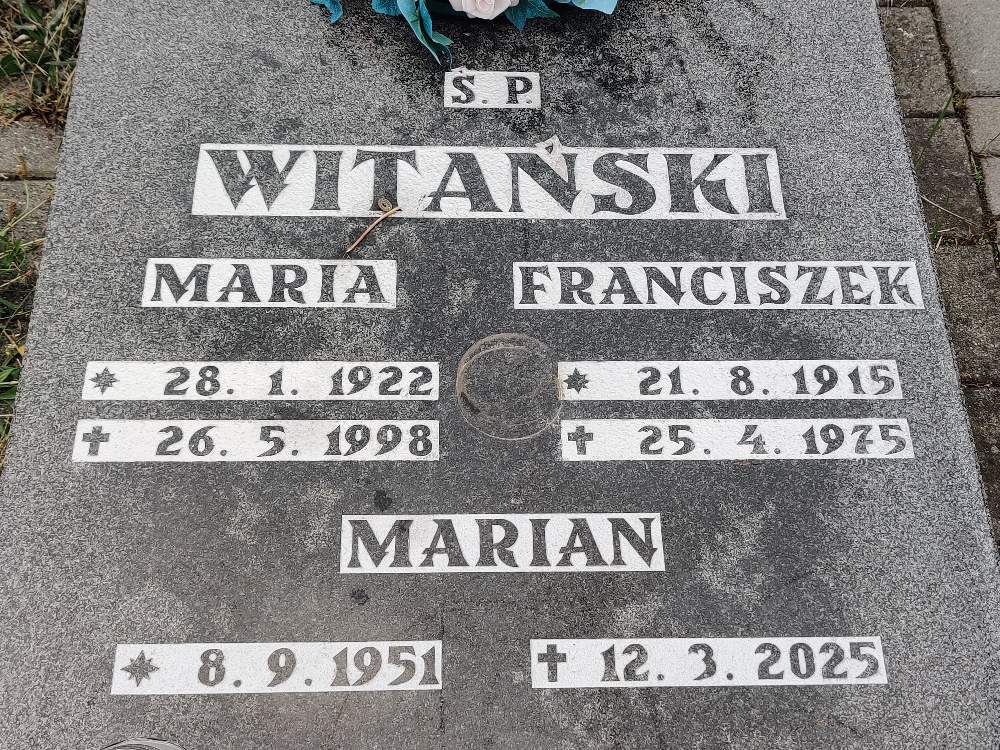 Ś. P.
WITAŃSKI
MARIA FRANCISZEK
* 28. 1. 1922 * 21. 8. 1915
✝ 26. 5. 1998 ✝ 25. 4. 1975
MARIAN
* 8. 9. 1951 ✝ 12. 3. 2025